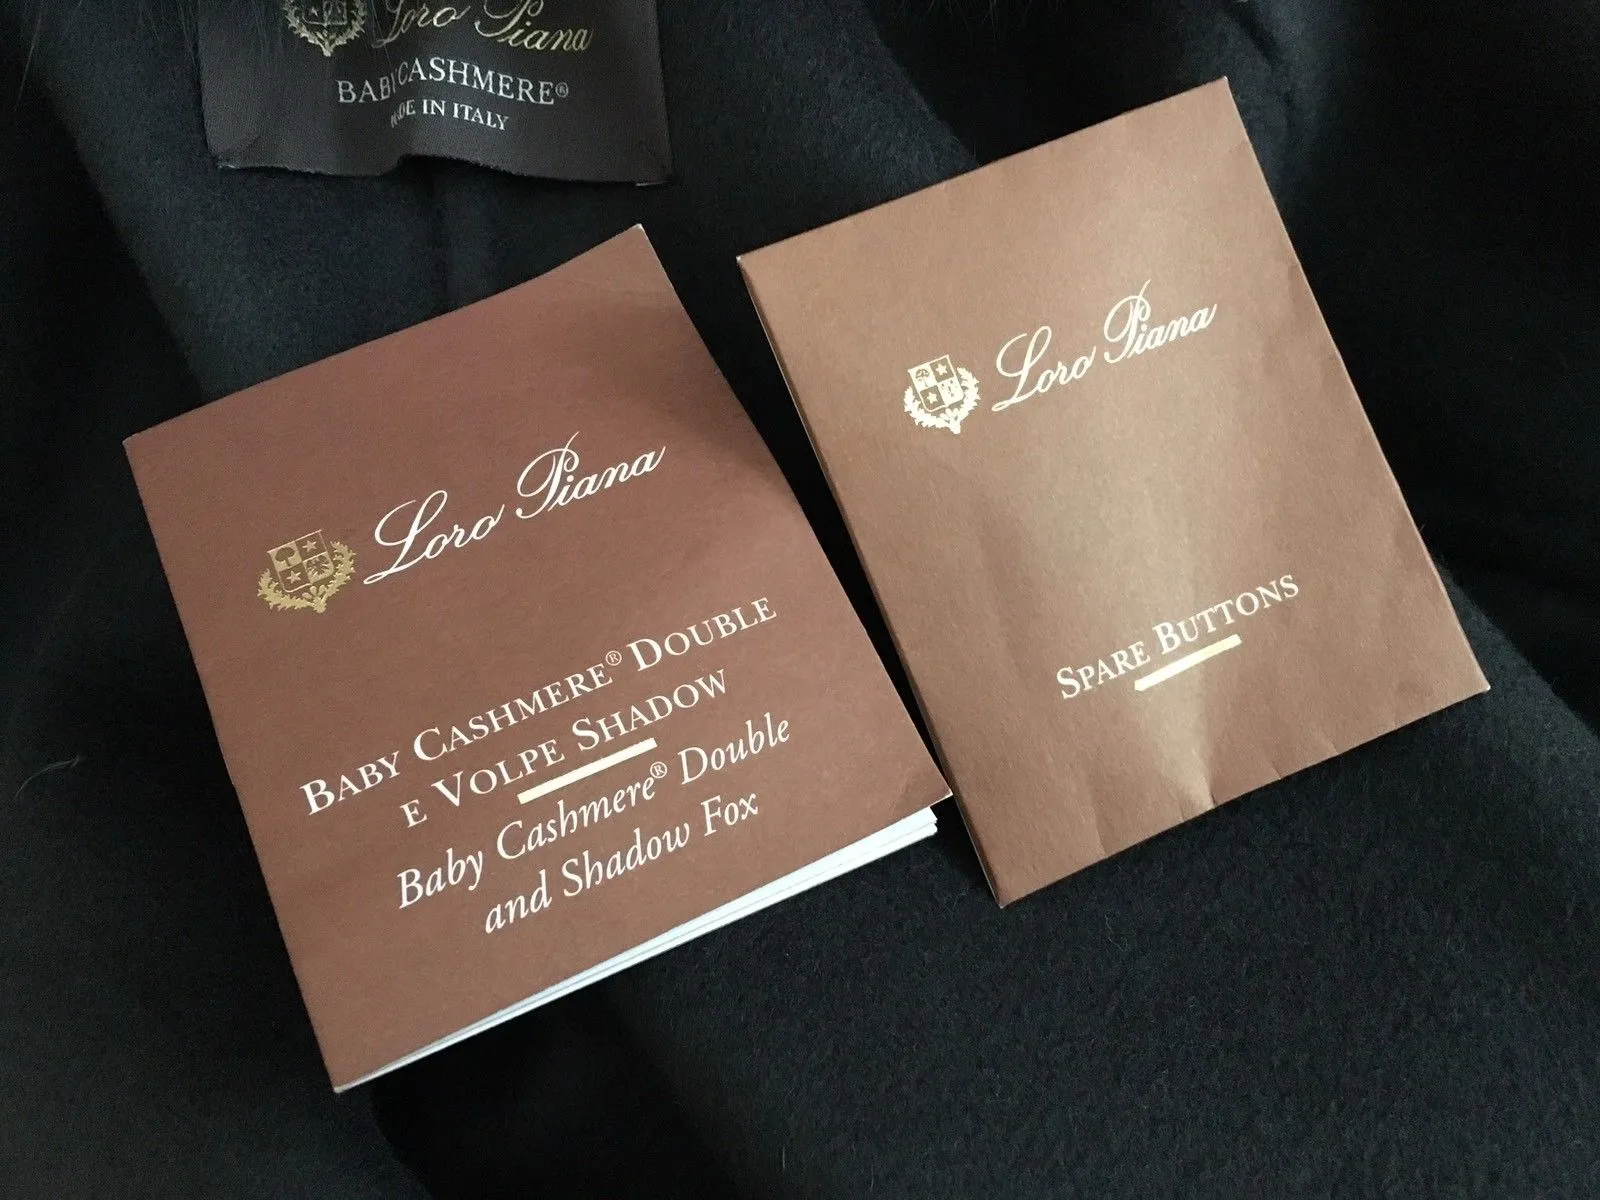 Loro Piana
BABY CASHMERE®
MADE IN ITALY
Loro Piana
BABY CASHMERE® DOUBLE
E VOLPE SHADOW
Baby Cashmere® Double
and Shadow Fox
Loro Piana
SPARE BUTTONS